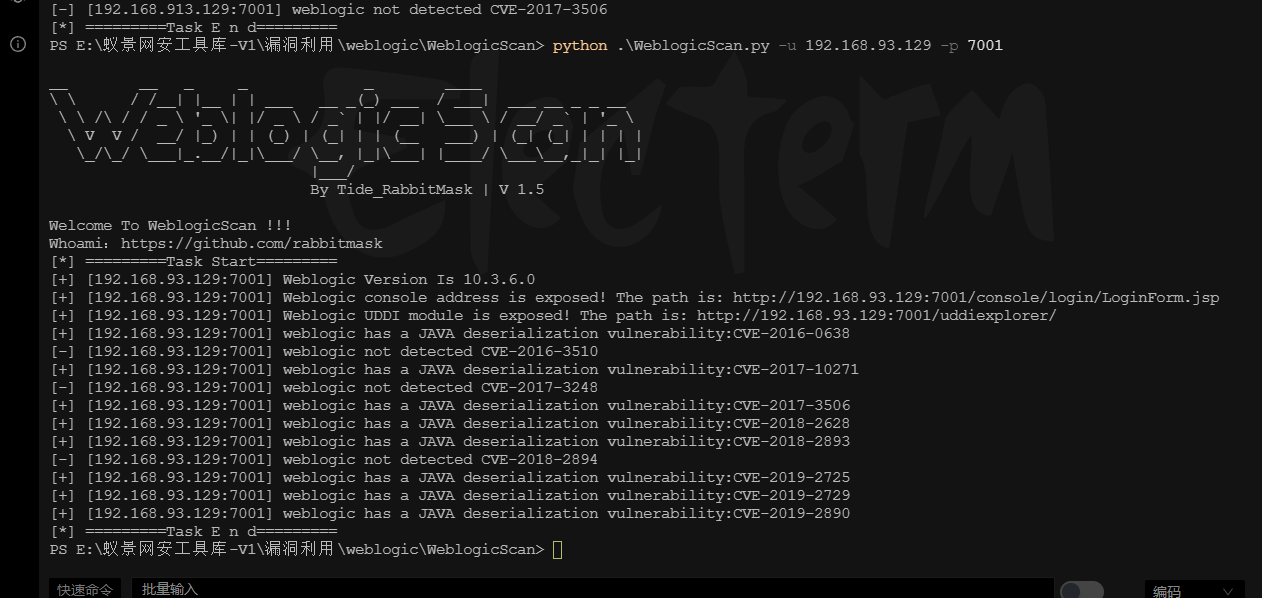 [-] [192.168.913.129:7001] weblogic not detected CVE-2017-3506
[*] =========Task E n d=========
PS E:\蚁景网安工具库-V1\漏洞利用\weblogic\WeblogicScan> python .\WeblogicScan.py -u 192.168.93.129 -p 7001
Electerm
By Tide_RabbitMask | V 1.5
Welcome To WeblogicScan !!!
Whoami：https://github.com/rabbitmask
[*] =========Task Start=========
[+] [192.168.93.129:7001] Weblogic Version Is 10.3.6.0
[+] [192.168.93.129:7001] Weblogic console address is exposed! The path is: http://192.168.93.129:7001/console/login/LoginForm.jsp
[+] [192.168.93.129:7001] Weblogic UDDI module is exposed! The path is: http://192.168.93.129:7001/uddiexplorer/
[+] [192.168.93.129:7001] weblogic has a JAVA deserialization vulnerability:CVE-2016-0638
[-] [192.168.93.129:7001] weblogic not detected CVE-2016-3510
[+] [192.168.93.129:7001] weblogic has a JAVA deserialization vulnerability:CVE-2017-10271
[-] [192.168.93.129:7001] weblogic not detected CVE-2017-3248
[+] [192.168.93.129:7001] weblogic has a JAVA deserialization vulnerability:CVE-2017-3506
[+] [192.168.93.129:7001] weblogic has a JAVA deserialization vulnerability:CVE-2018-2628
[+] [192.168.93.129:7001] weblogic has a JAVA deserialization vulnerability:CVE-2018-2893
[-] [192.168.93.129:7001] weblogic not detected CVE-2018-2894
[+] [192.168.93.129:7001] weblogic has a JAVA deserialization vulnerability:CVE-2019-2725
[+] [192.168.93.129:7001] weblogic has a JAVA deserialization vulnerability:CVE-2019-2729
[+] [192.168.93.129:7001] weblogic has a JAVA deserialization vulnerability:CVE-2019-2890
[*] =========Task E n d=========
PS E:\蚁景网安工具库-V1\漏洞利用\weblogic\WeblogicScan>
快速命令 批量输入 编码